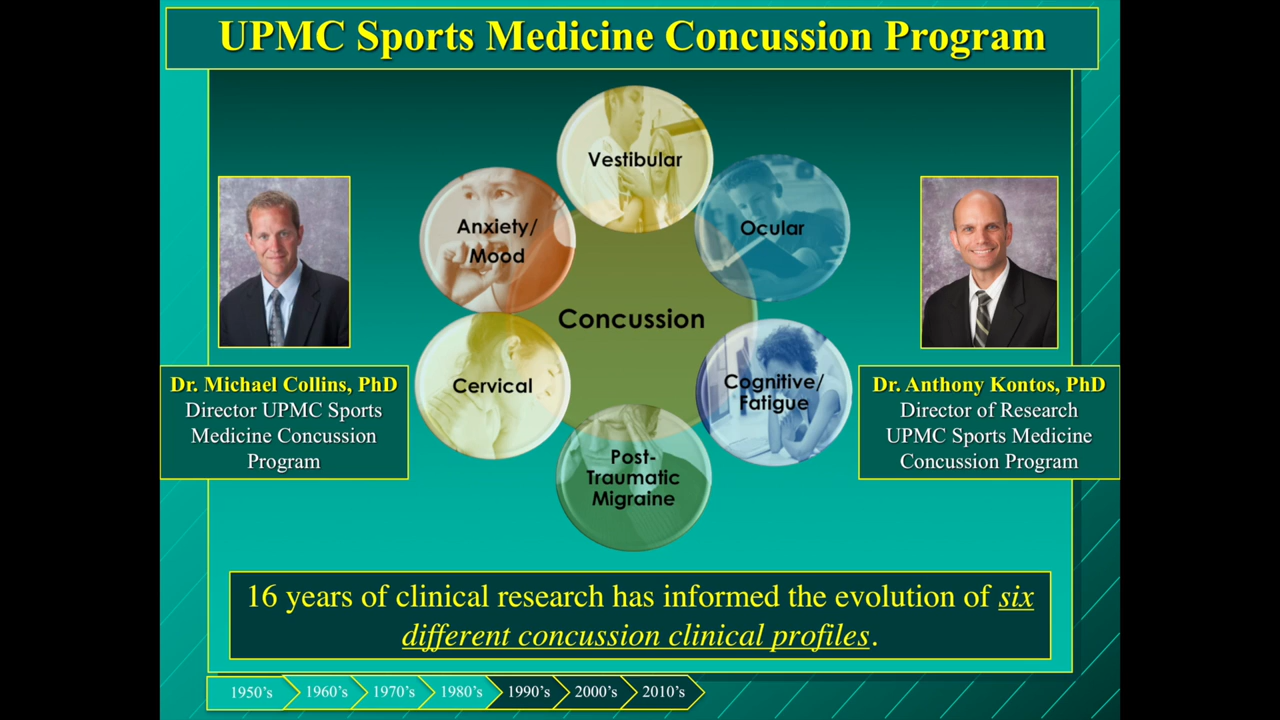 UPMC Sports Medicine Concussion Program
Vestibular
Anxiety/
Mood
Ocular
Concussion
Cervical
Cognitive/
Fatigue
Post-
Traumatic
Migraine
Dr. Michael Collins, PhD
Director UPMC Sports
Medicine Concussion
Program
Dr. Anthony Kontos, PhD
Director of Research
UPMC Sports Medicine
Concussion Program
16 years of clinical research has informed the evolution of six
different concussion clinical profiles.
1950's 1960's 1970's 1980's 1990's 2000's 2010's